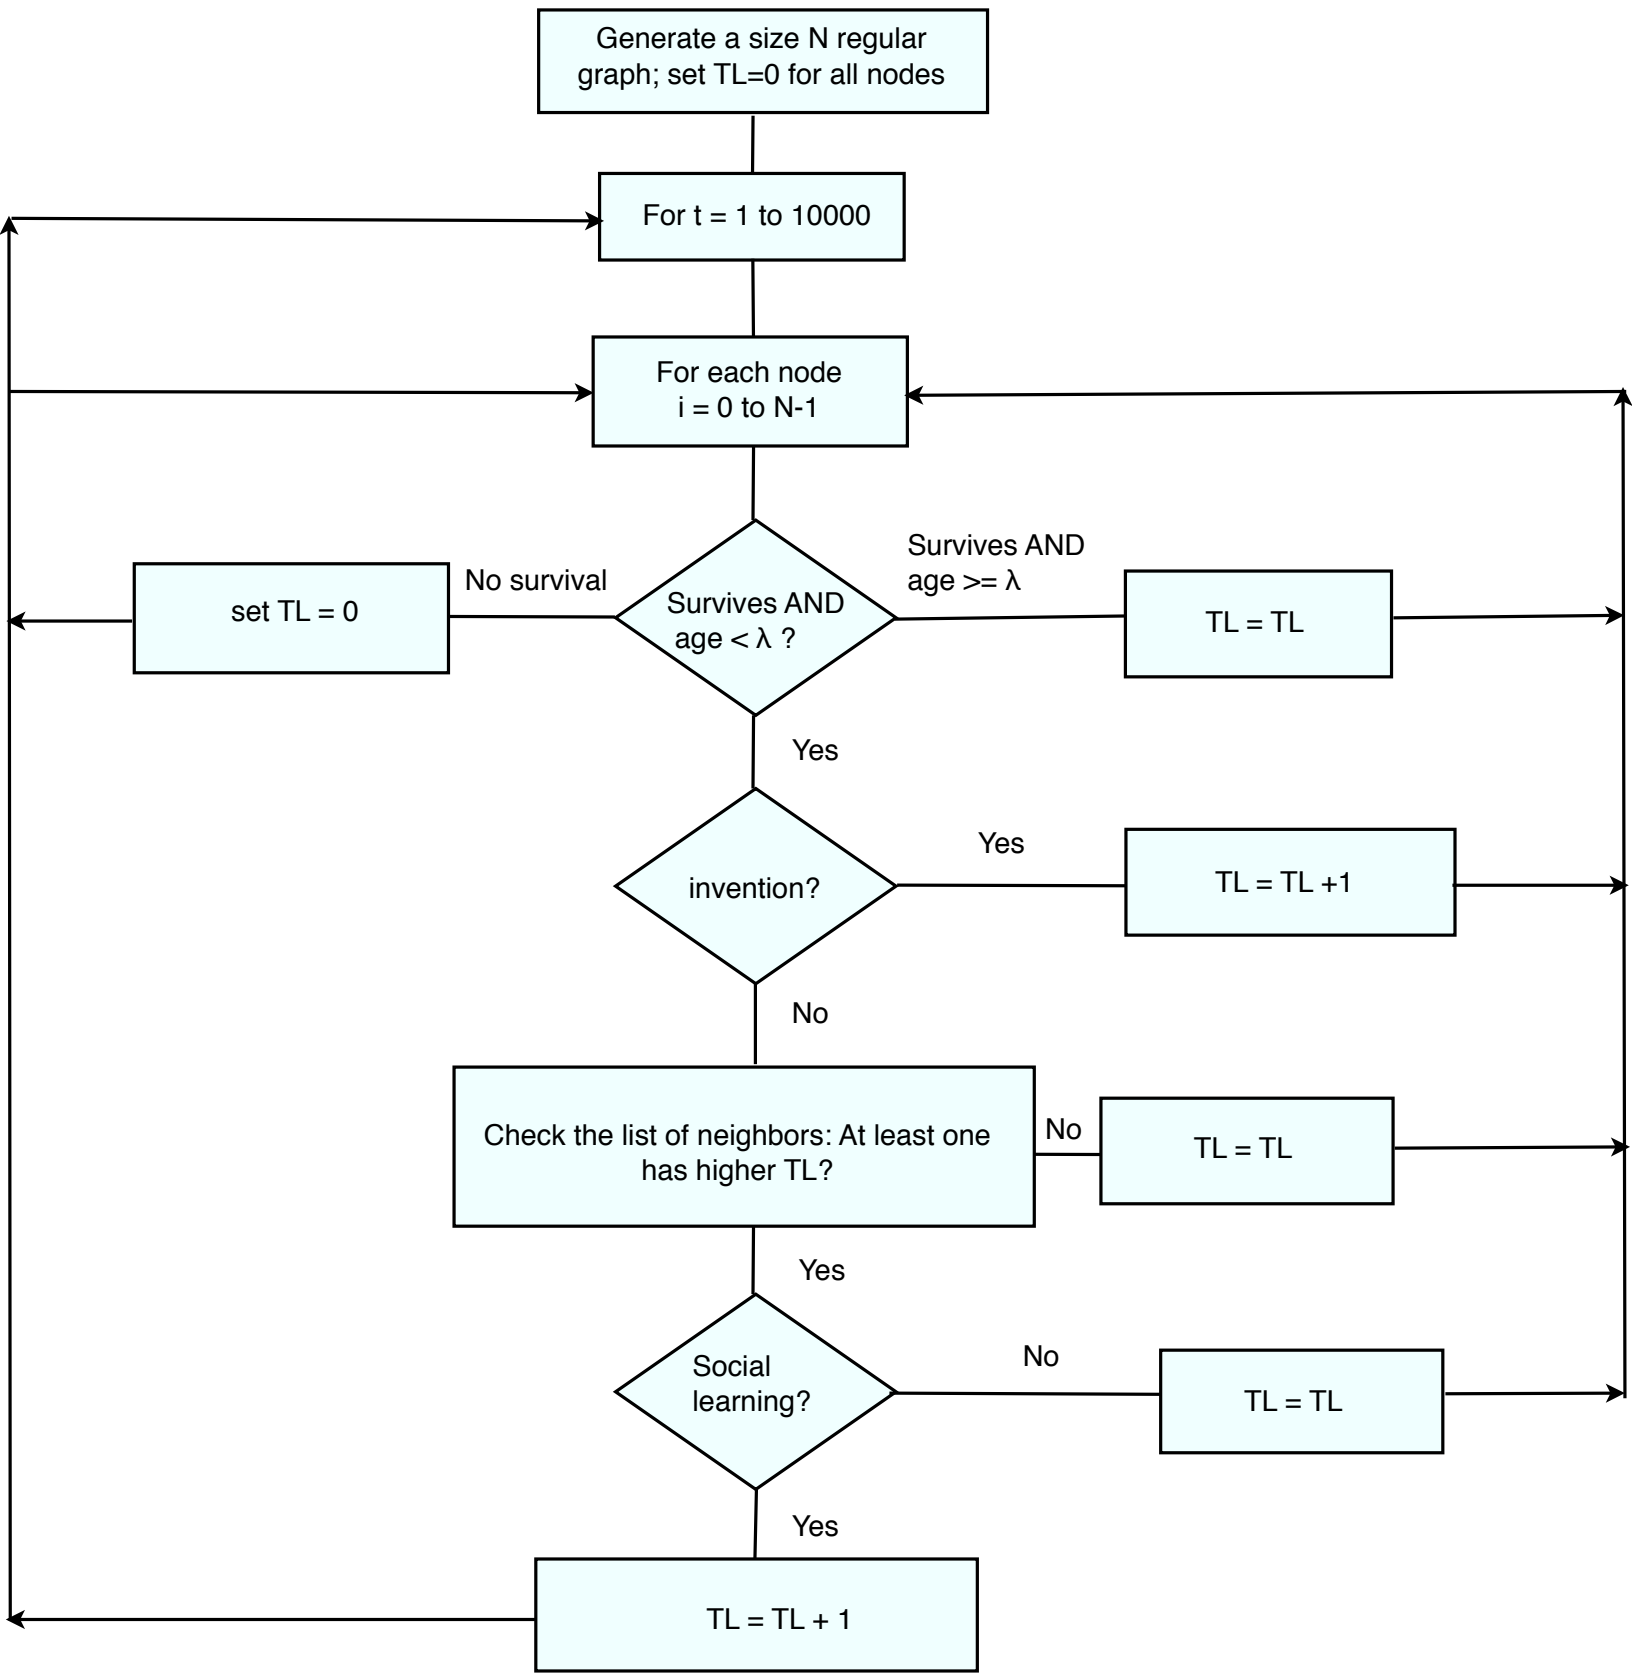 Generate a size N regular
graph; set TL=0 for all nodes
For t = 1 to 10000
For each node
i = 0 to N-1
Survives AND
age >= λ
No survival
set TL = 0
Survives AND
age < λ ?
TL = TL
Yes
Yes
invention?
TL = TL +1
No
Check the list of neighbors: At least one
has higher TL?
No
TL = TL
Yes
Social
learning?
No
TL = TL
Yes
TL = TL + 1